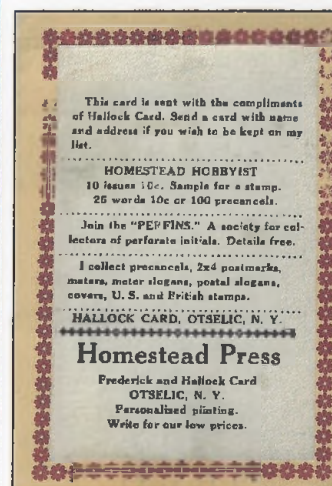 This card is sent with the compliments
of Hallock Card. Send a card with name
and address if you wish to be kept on my
list.
HOMESTEAD HOBBYIST
10 issues 10c. Sample for a stamp.
25 words 10c or 100 precancels.
Join the "PERFINS." A society for col-
lectors of perforate initials. Details free.
I collect precancels, 2x4 postmarks,
meters, meter slogans, postal slogans,
covers, U. S. and British stamps.
HALLOCK CARD, OTSELIC, N. Y.
Homestead Press
Frederick and Hallock Card
OTSELIC, N. Y.
Personalized printing.
Write for our low prices.